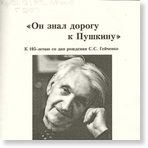 «Он знал дорогу
к Пушкину»
К 105-летию со дня рождения С.С. Гейченко